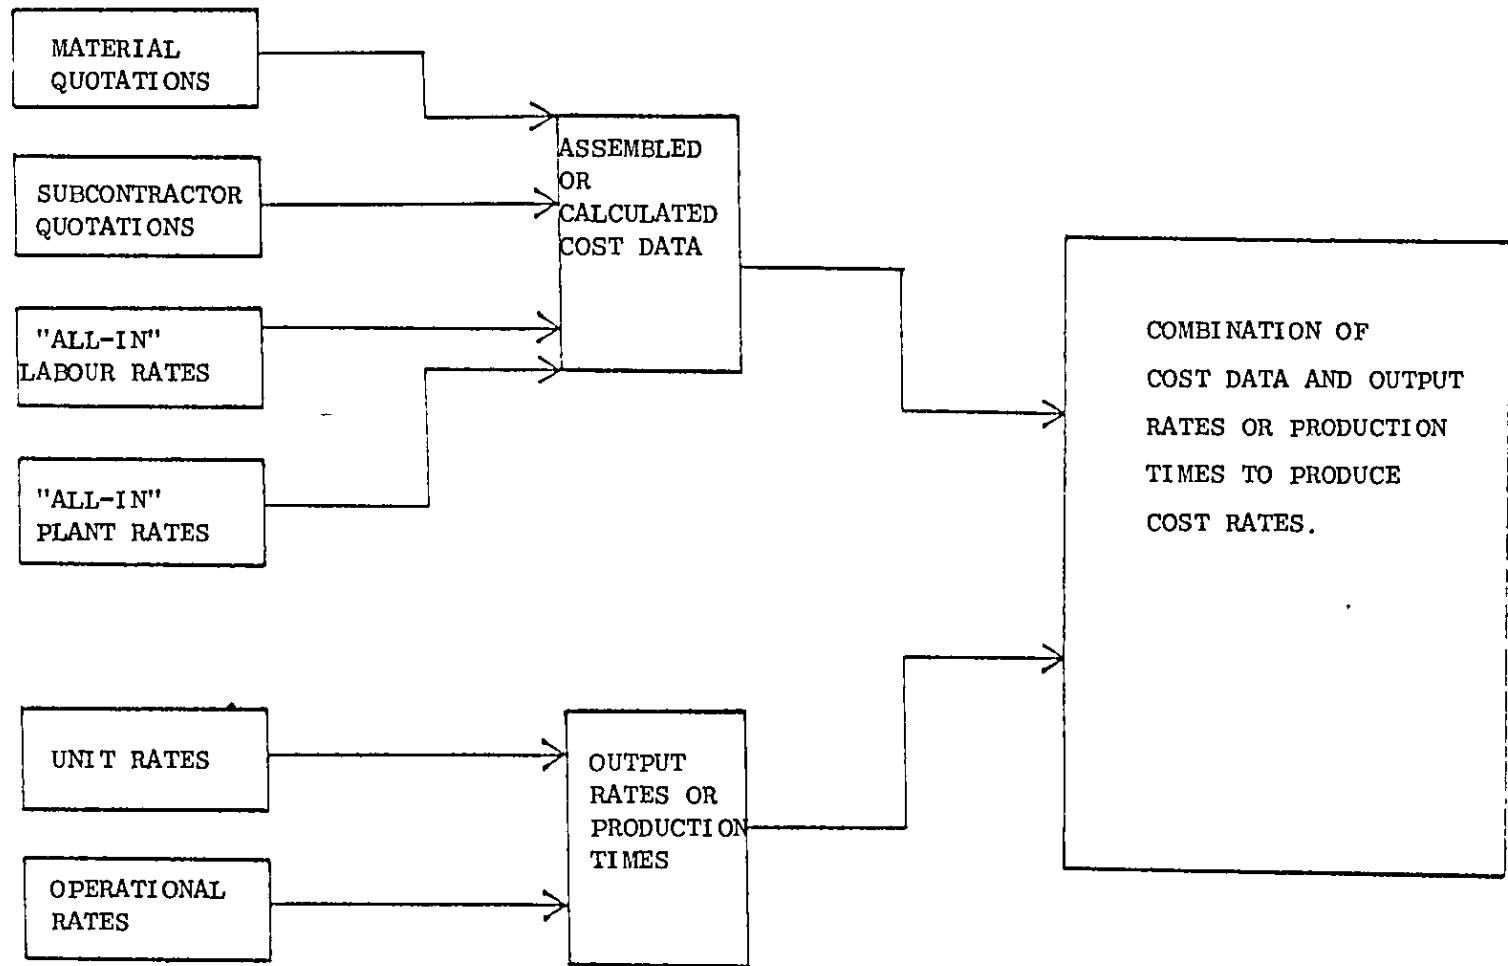 MATERIAL
QUOTATIONS
SUBCONTRACTOR
QUOTATIONS
"ALL-IN"
LABOUR RATES
"ALL-IN"
PLANT RATES
ASSEMBLED
OR
CALCULATED
COST DATA
UNIT RATES
OPERATIONAL
RATES
OUTPUT
RATES OR
PRODUCTION
TIMES
COMBINATION OF
COST DATA AND OUTPUT
RATES OR PRODUCTION
TIMES TO PRODUCE
COST RATES.